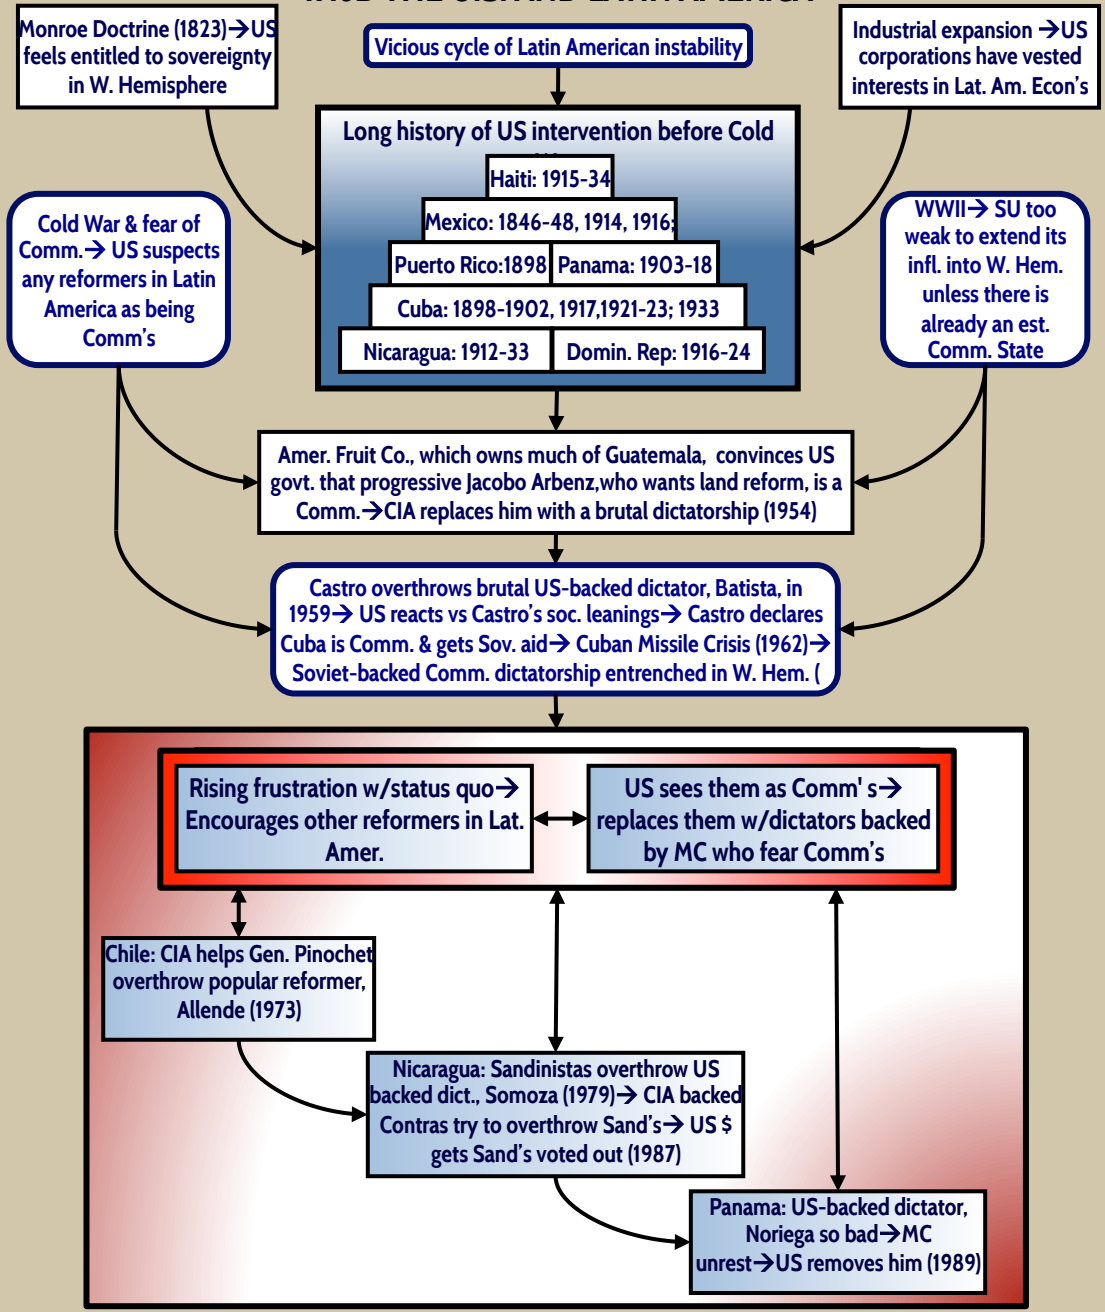 Monroe Doctrine (1823)→US
feels entitled to sovereignty
in W. Hemisphere
Vicious cycle of Latin American instability
Industrial expansion →US
corporations have vested
interests in Lat. Am. Econ's
Long history of US intervention before Cold
Haiti: 1915-34
Mexico: 1846-48, 1914, 1916;
Puerto Rico:1898
Panama: 1903-18
Cuba: 1898-1902, 1917,1921-23; 1933
Nicaragua: 1912-33
Domin. Rep: 1916-24
Cold War & fear of
Comm.→ US suspects
any reformers in Latin
America as being
Comm's
WWII→ SU too
weak to extend its
infl. into W. Hem.
unless there is
already an est.
Comm. State
Amer. Fruit Co., which owns much of Guatemala, convinces US
govt. that progressive Jacobo Arbenz,who wants land reform, is a
Comm.→CIA replaces him with a brutal dictatorship (1954)
Castro overthrows brutal US-backed dictator, Batista, in
1959→ US reacts vs Castro's soc. leanings→ Castro declares
Cuba is Comm. & gets Sov. aid→ Cuban Missile Crisis (1962)→
Soviet-backed Comm. dictatorship entrenched in W. Hem. (
Rising frustration w/status quo→
Encourages other reformers in Lat.
Amer.
US sees them as Comm' s→
replaces them w/dictators backed
by MC who fear Comm's
Chile: CIA helps Gen. Pinochet
overthrow popular reformer,
Allende (1973)
Nicaragua: Sandinistas overthrow US
backed dict., Somoza (1979)→ CIA backed
Contras try to overthrow Sand's→ US $
gets Sand's voted out (1987)
Panama: US-backed dictator,
Noriega so bad→MC
unrest→US removes him (1989)